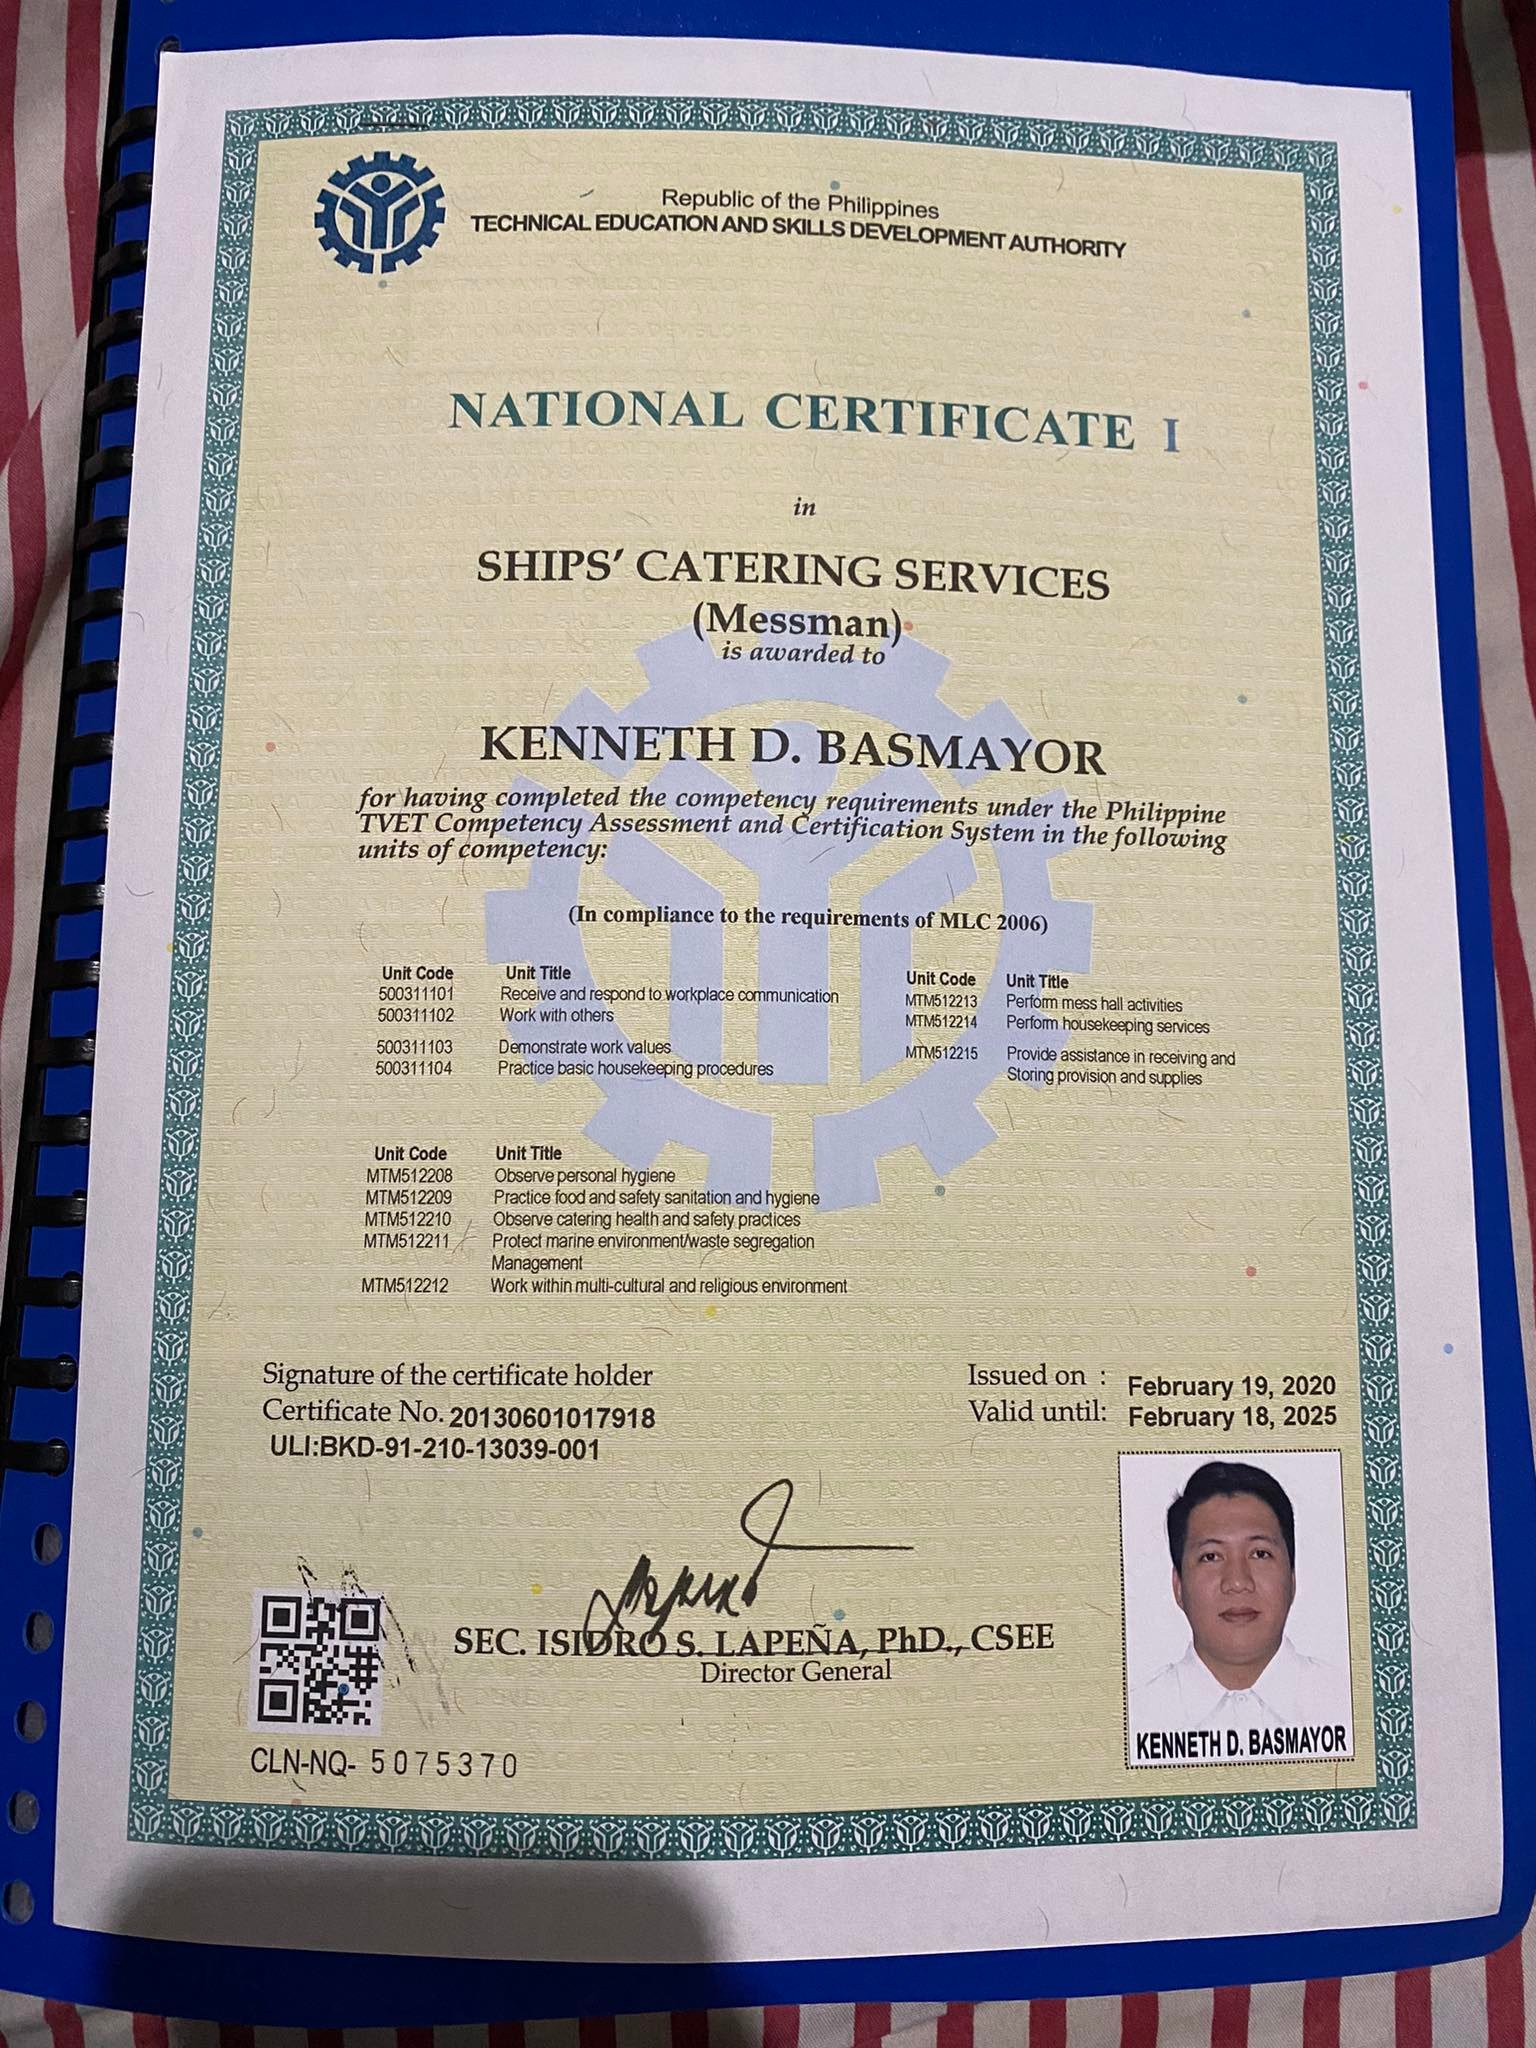 Republic of the Philippines
TECHNICAL EDUCATION AND SKILLS DEVELOPMENT AUTHORITY
NATIONAL CERTIFICATE I
in
SHIPS' CATERING SERVICES
(Messman)
is awarded to
KENNETH D. BASMAYOR
for having completed the competency requirements under the Philippine
TVET Competency Assessment and Certification System in the following
units of competency:
(In compliance to the requirements of MLC 2006)
Unit Code Unit Title
500311101 Receive and respond to workplace communication
500311102 Work with others
500311103 Demonstrate work values
500311104 Practice basic housekeeping procedures
Unit Code Unit Title
MTM512213 Perform mess hall activities
MTM512214 Perform housekeeping services
MTM512215 Provide assistance in receiving and
Storing provision and supplies
Unit Code Unit Title
MTM512208 Observe personal hygiene
MTM512209 Practice food and safety sanitation and hygiene
MTM512210 Observe catering health and safety practices
MTM512211 Protect marine environment/waste segregation
Management
MTM512212 Work within multi-cultural and religious environment
Signature of the certificate holder
Certificate No. 20130601017918
ULI:BKD-91-210-13039-001
Issued on : February 19, 2020
Valid until: February 18, 2025
SEC. ISIDRO S. LAPEÑA, PhD., CSEE
Director General
CLN-NQ- 5075370
KENNETH D. BASMAYOR